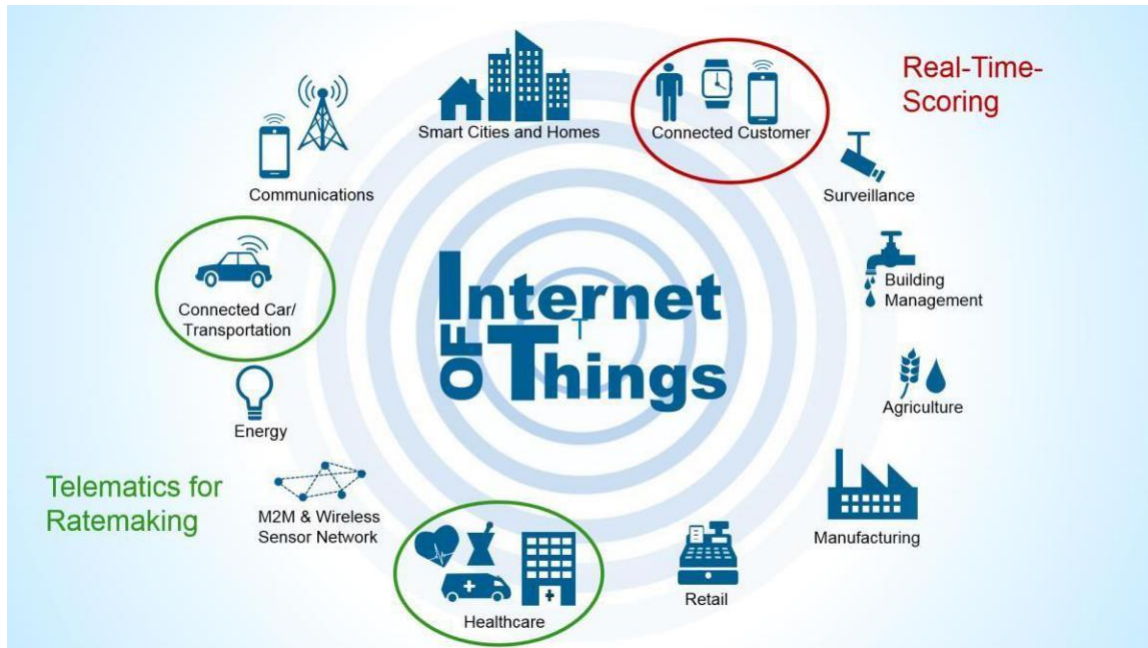 Real-Time-
Scoring
Smart Cities and Homes
Connected Customer
Communications
Surveillance
Connected Car/
Transportation
Building
Management
Internet
OF Things
T
Energy
Agriculture
Telematics for
Ratemaking
M2M & Wireless
Sensor Network
Manufacturing
Healthcare
Retail